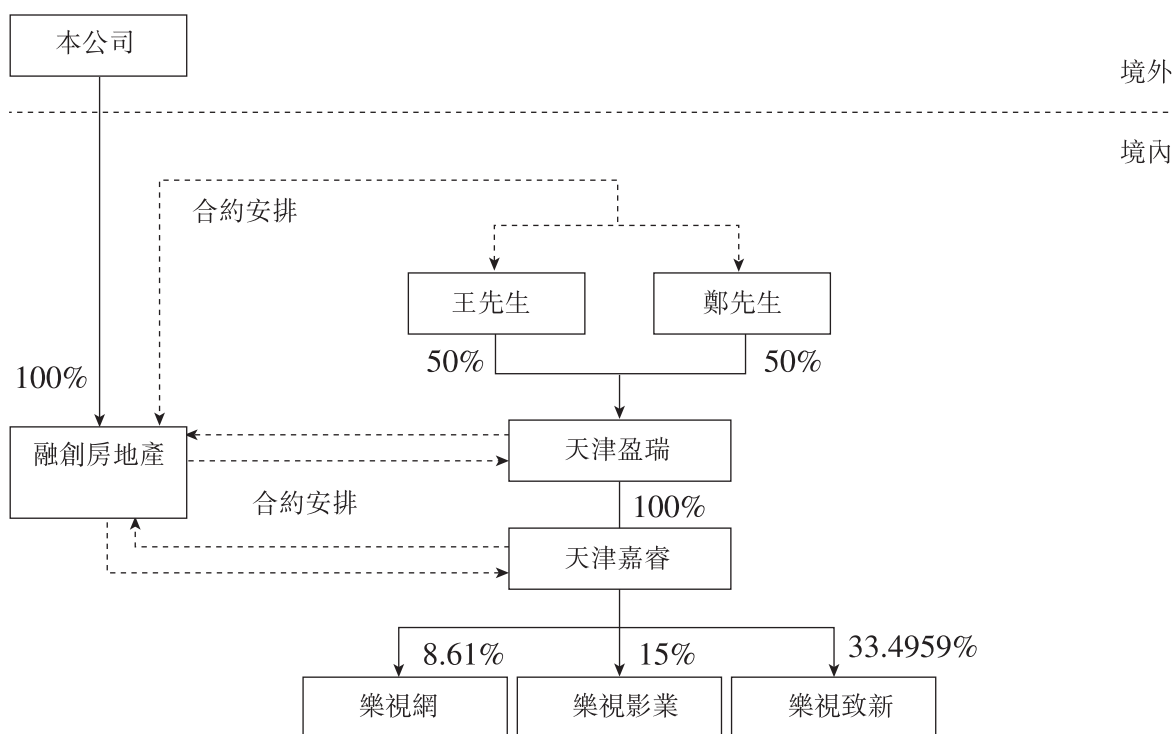 本公司
境外
境內
合約安排
王先生
鄭先生
50%
50%
100%
融創房地產
天津盈瑞
合約安排
100%
天津嘉睿
8.61%
15%
33.4959%
樂視網
樂視影業
樂視致新